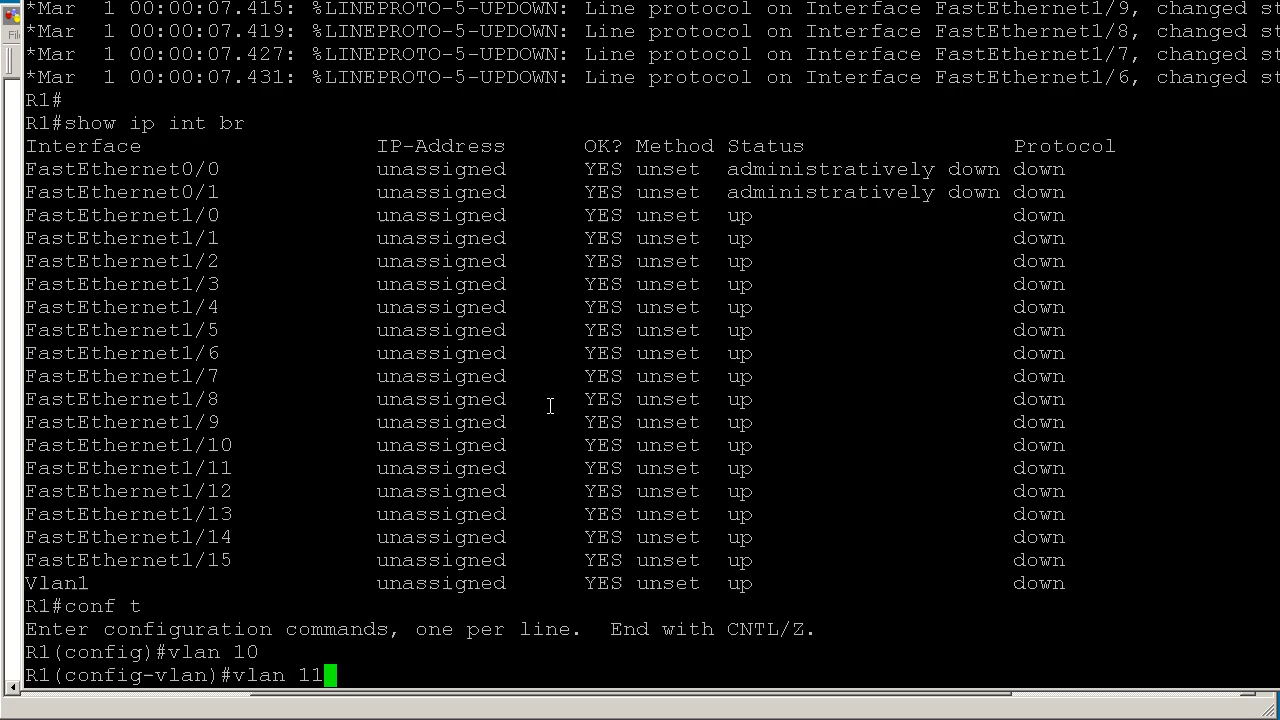 *Mar  1 00:00:07.415: %LINEPROTO-5-UPDOWN: Line protocol on Interface FastEthernet1/9, changed st
*Mar  1 00:00:07.419: %LINEPROTO-5-UPDOWN: Line protocol on Interface FastEthernet1/8, changed st
*Mar  1 00:00:07.427: %LINEPROTO-5-UPDOWN: Line protocol on Interface FastEthernet1/7, changed st
*Mar  1 00:00:07.431: %LINEPROTO-5-UPDOWN: Line protocol on Interface FastEthernet1/6, changed st
R1#
R1#show ip int br
Interface IP-Address OK? Method Status Protocol
FastEthernet0/0 unassigned YES unset administratively down down
FastEthernet0/1 unassigned YES unset administratively down down
FastEthernet1/0 unassigned YES unset up down
FastEthernet1/1 unassigned YES unset up down
FastEthernet1/2 unassigned YES unset up down
FastEthernet1/3 unassigned YES unset up down
FastEthernet1/4 unassigned YES unset up down
FastEthernet1/5 unassigned YES unset up down
FastEthernet1/6 unassigned YES unset up down
FastEthernet1/7 unassigned YES unset up down
FastEthernet1/8 unassigned YES unset up down
FastEthernet1/9 unassigned YES unset up down
FastEthernet1/10 unassigned YES unset up down
FastEthernet1/11 unassigned YES unset up down
FastEthernet1/12 unassigned YES unset up down
FastEthernet1/13 unassigned YES unset up down
FastEthernet1/14 unassigned YES unset up down
FastEthernet1/15 unassigned YES unset up down
Vlan1 unassigned YES unset up down
R1#conf t
Enter configuration commands, one per line.  End with CNTL/Z.
R1(config)#vlan 10
R1(config-vlan)#vlan 11